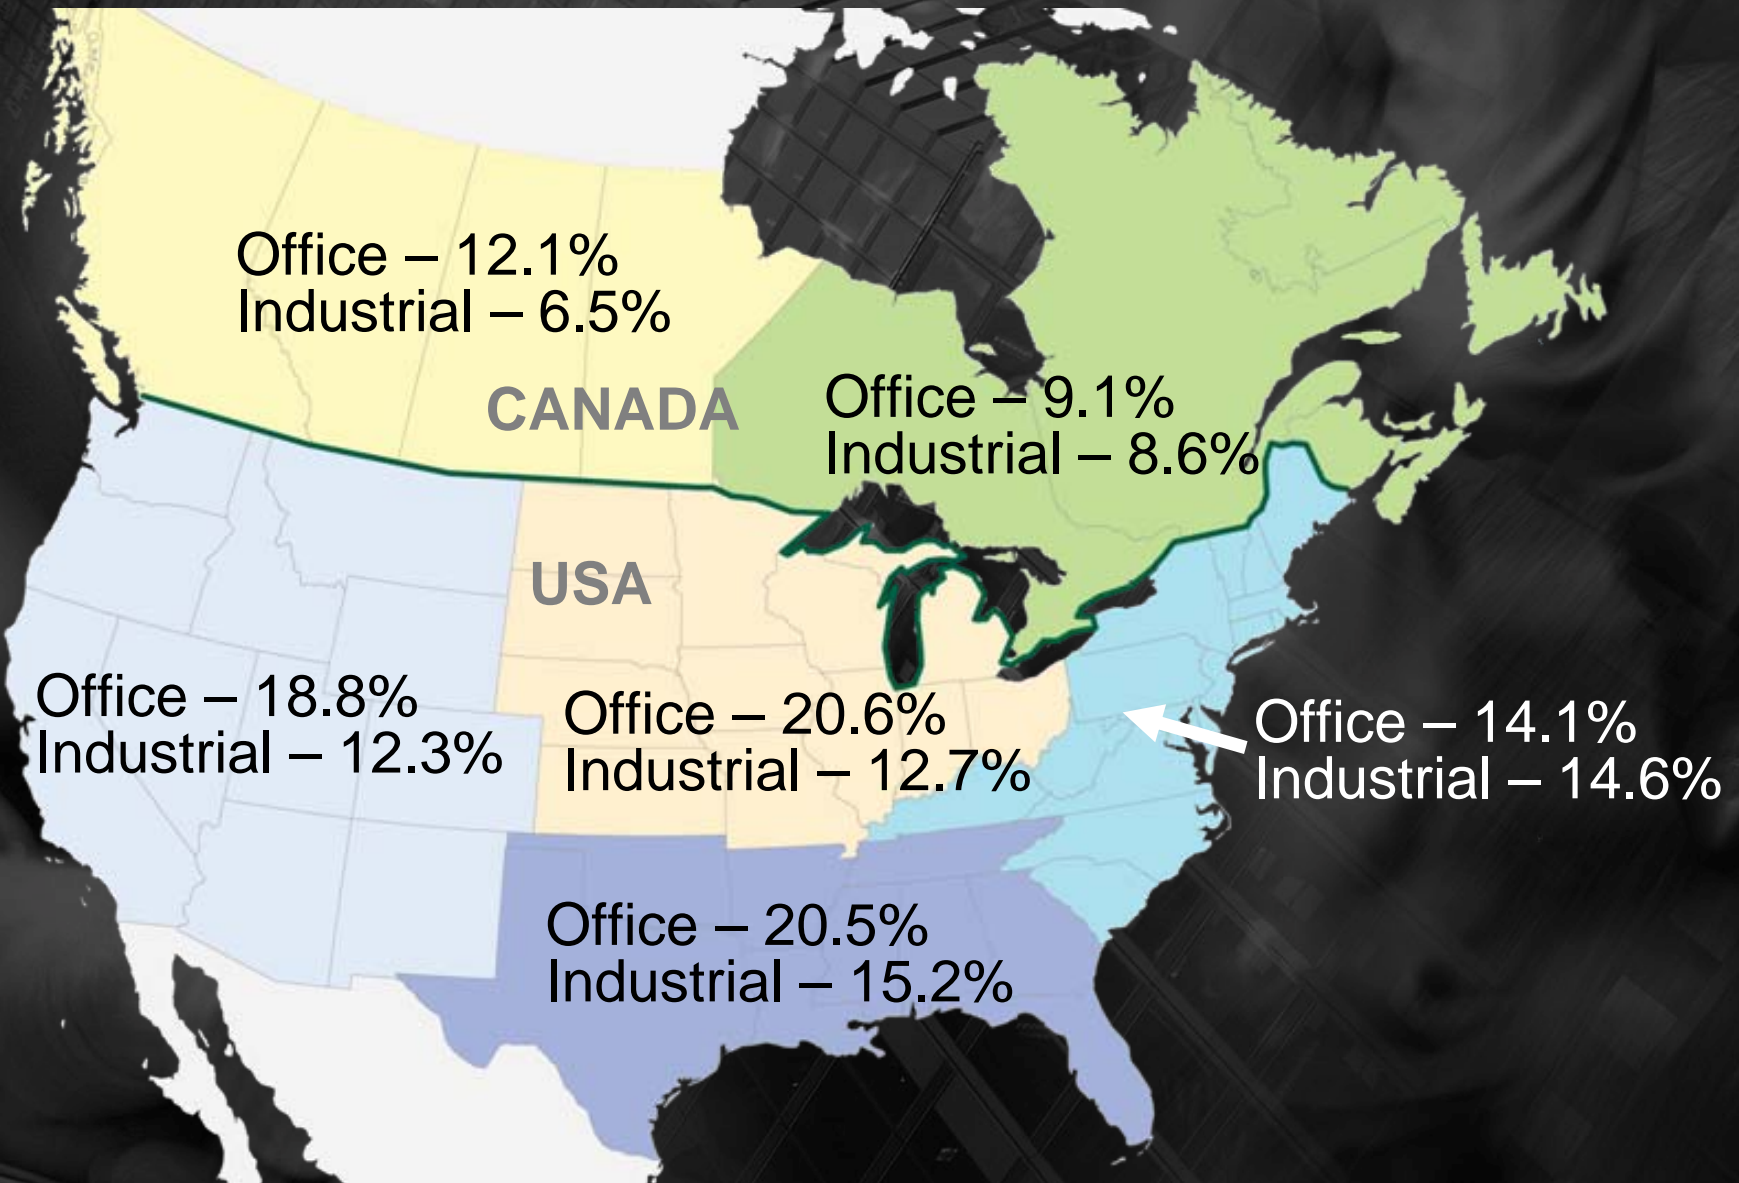 Office – 12.1%
Industrial – 6.5%
CANADA
Office – 9.1%
Industrial – 8.6%
USA
Office – 18.8%
Industrial – 12.3%
Office – 20.6%
Industrial – 12.7%
Office – 14.1%
Industrial – 14.6%
Office – 20.5%
Industrial – 15.2%